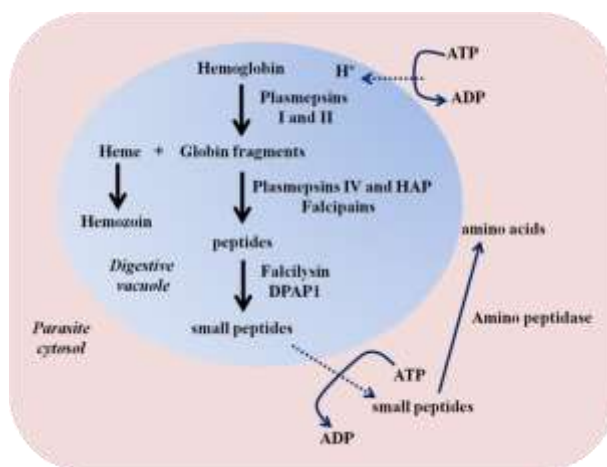 Hemoglobin H+ ATP
ADP
Plasmepsins
I and II
Heme + Globin fragments
Plasmepsins IV and HAP
Falcipains
Hemozoin
amino acids
peptides
Digestive
vacuole
Falcilysin
DPAP1
Parasite
cytosol
small peptides
Amino peptidase
ATP
small peptides
ADP